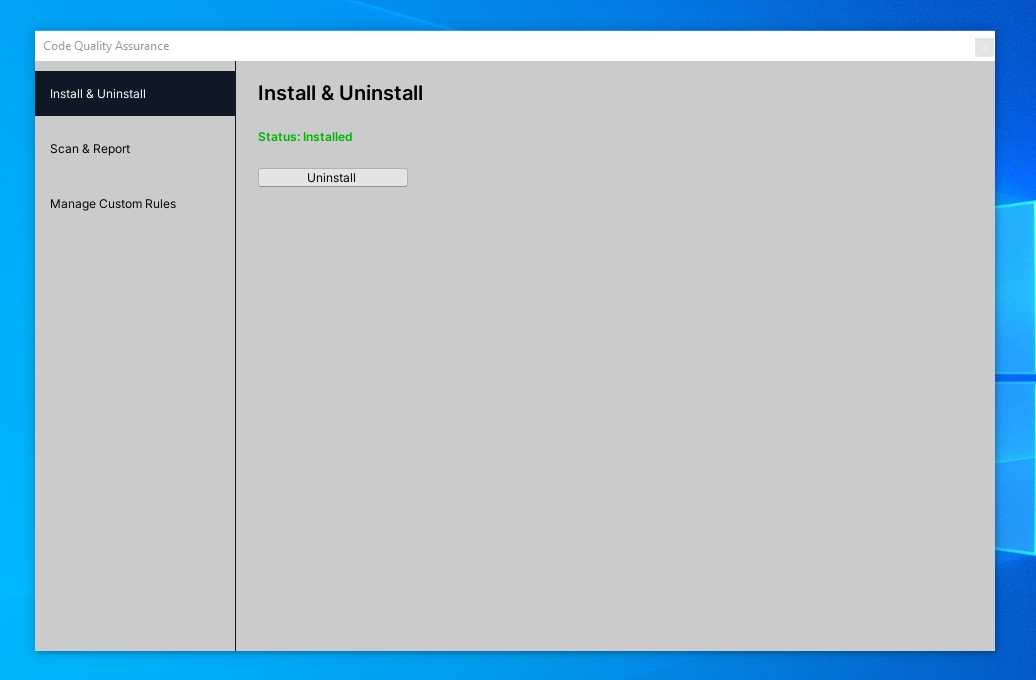 Code Quality Assurance
Install & Uninstall
Scan & Report
Manage Custom Rules
Install & Uninstall
Status: Installed
Uninstall